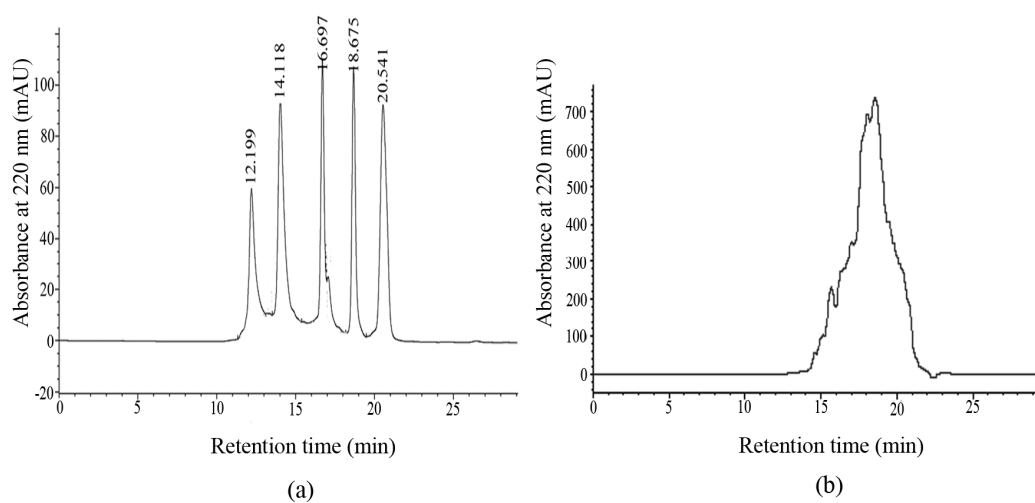 12.199
14.118
16.697
18.675
20.541
100
80
60
40
20
0
-20
0 5 10 15 20 25
Absorbance at 220 nm (mAU)
Retention time (min)
(a)
700
600
500
400
300
200
100
0
0 5 10 15 20 25
Absorbance at 220 nm (mAU)
Retention time (min)
(b)